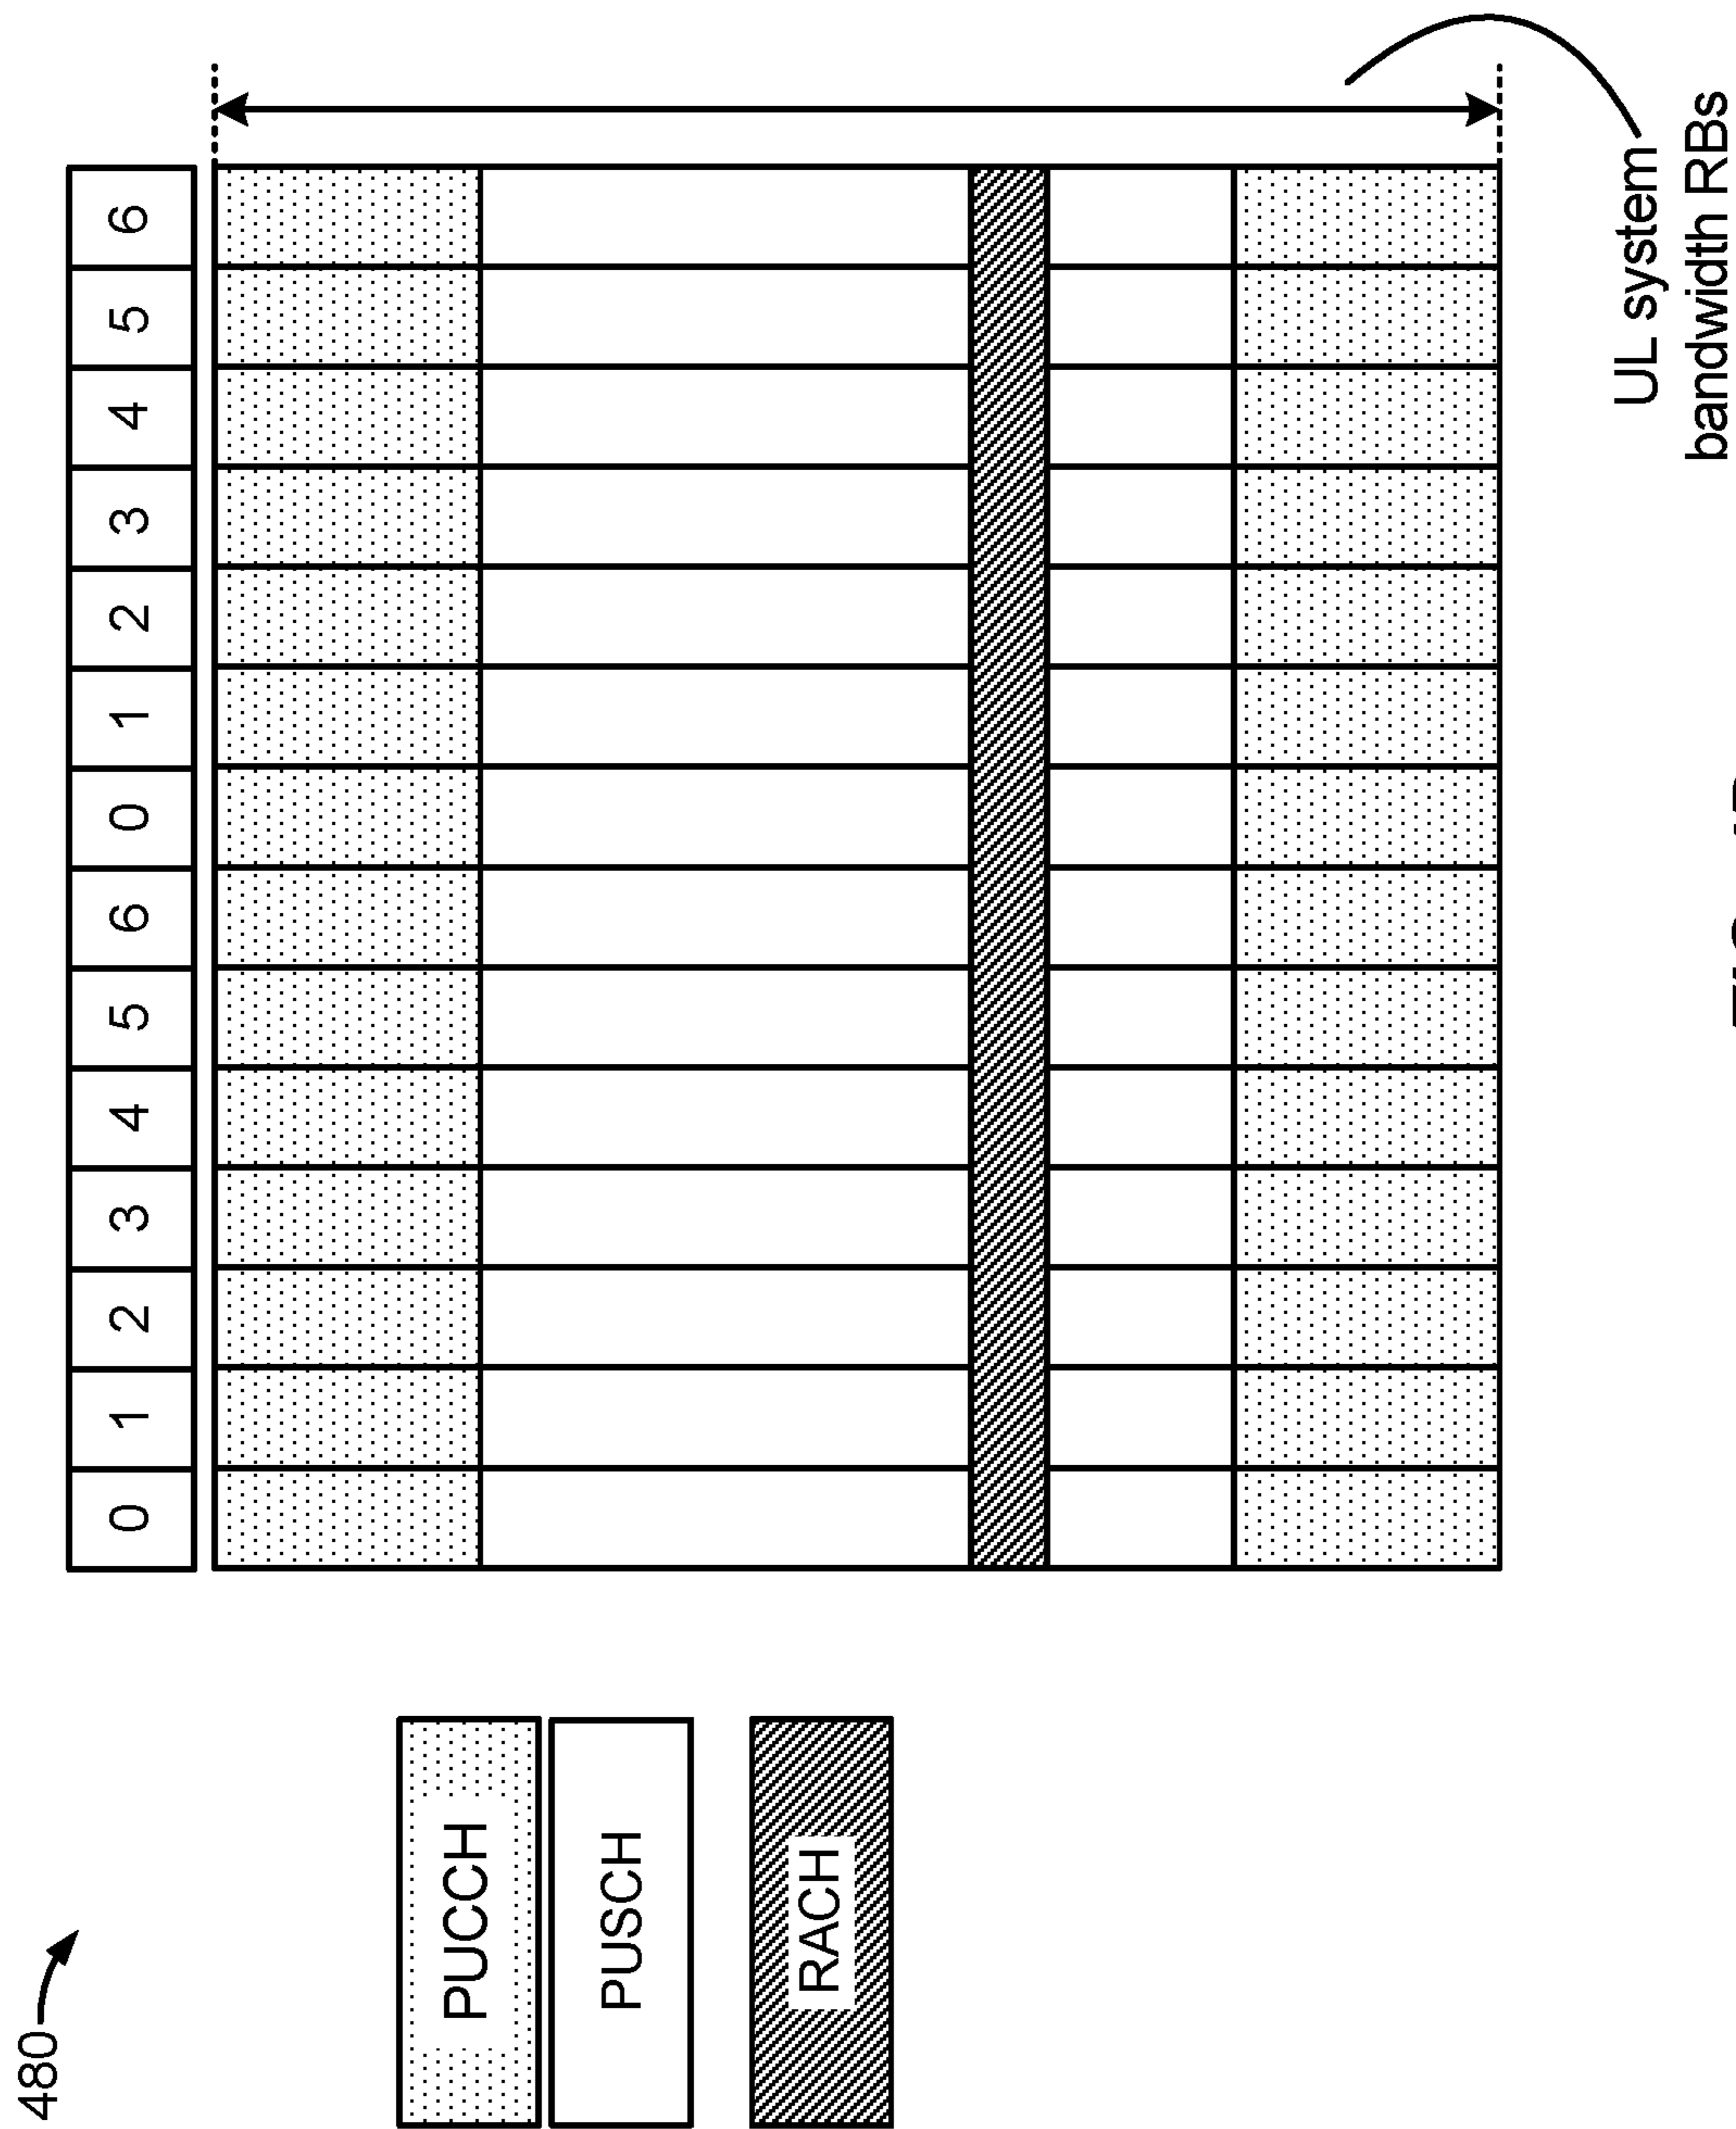 480
0 1 2 3 4 5 6 0 1 2 3 4 5 6
PUCCH
PUSCH
RACH
UL system
bandwidth RBs